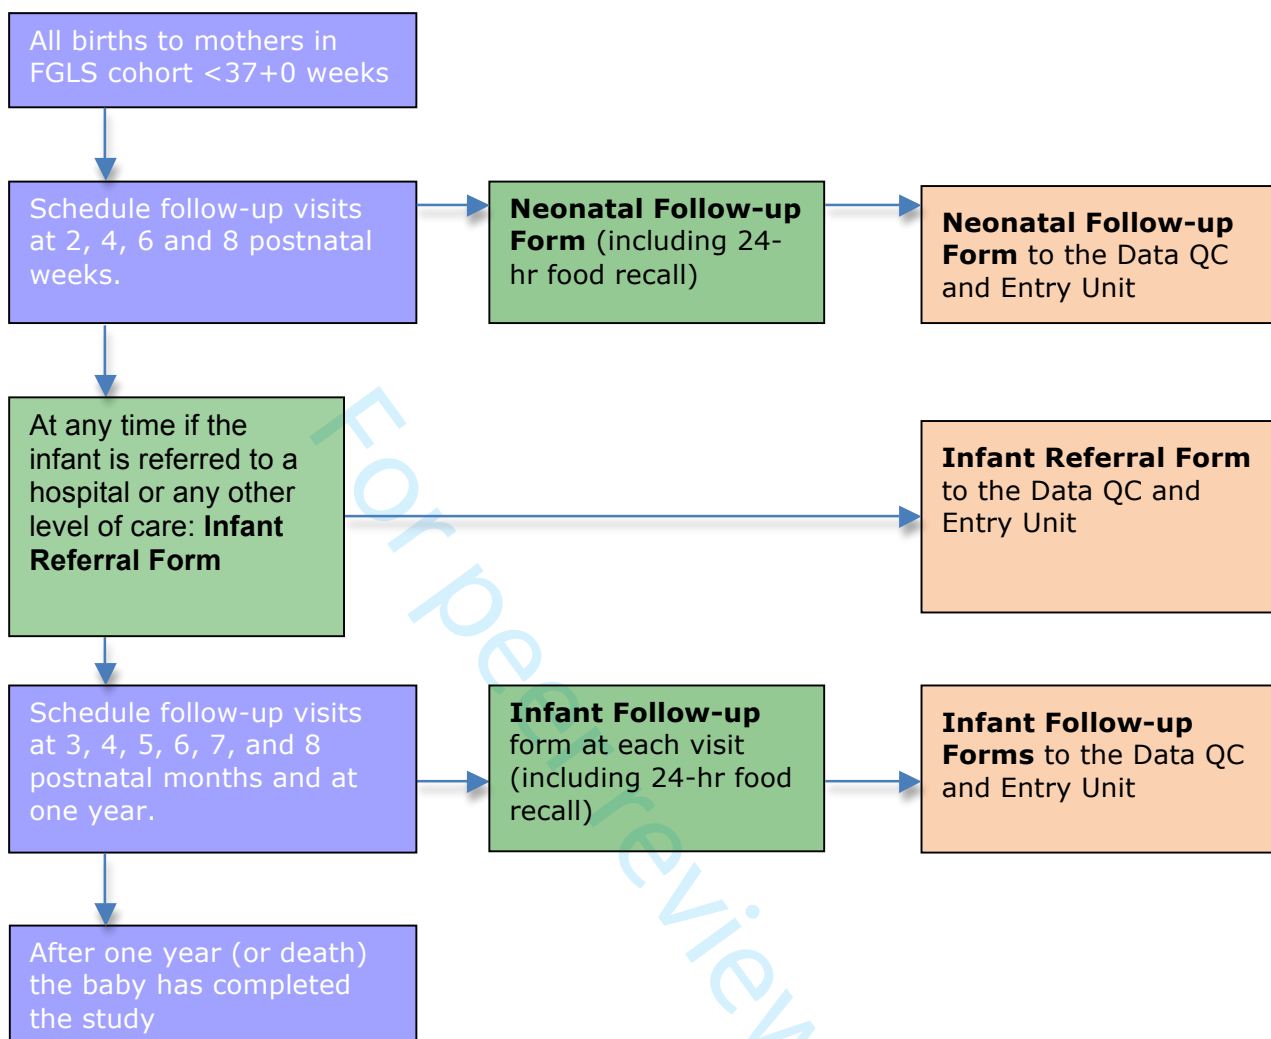 All births to mothers in
FGLS cohort <37+0 weeks
Schedule follow-up visits
at 2, 4, 6 and 8 postnatal
weeks.
Neonatal Follow-up
Form (including 24-
hr food recall)
Neonatal Follow-up
Form to the Data QC
and Entry Unit
At any time if the
infant is referred to a
hospital or any other
level of care: Infant
Referral Form
Infant Referral Form
to the Data QC and
Entry Unit
Schedule follow-up visits
at 3, 4, 5, 6, 7, and 8
postnatal months and at
one year.
Infant Follow-up
form at each visit
(including 24-hr food
recall)
Infant Follow-up
Forms to the Data QC
and Entry Unit
After one year (or death)
the baby has completed
the study
For peer review